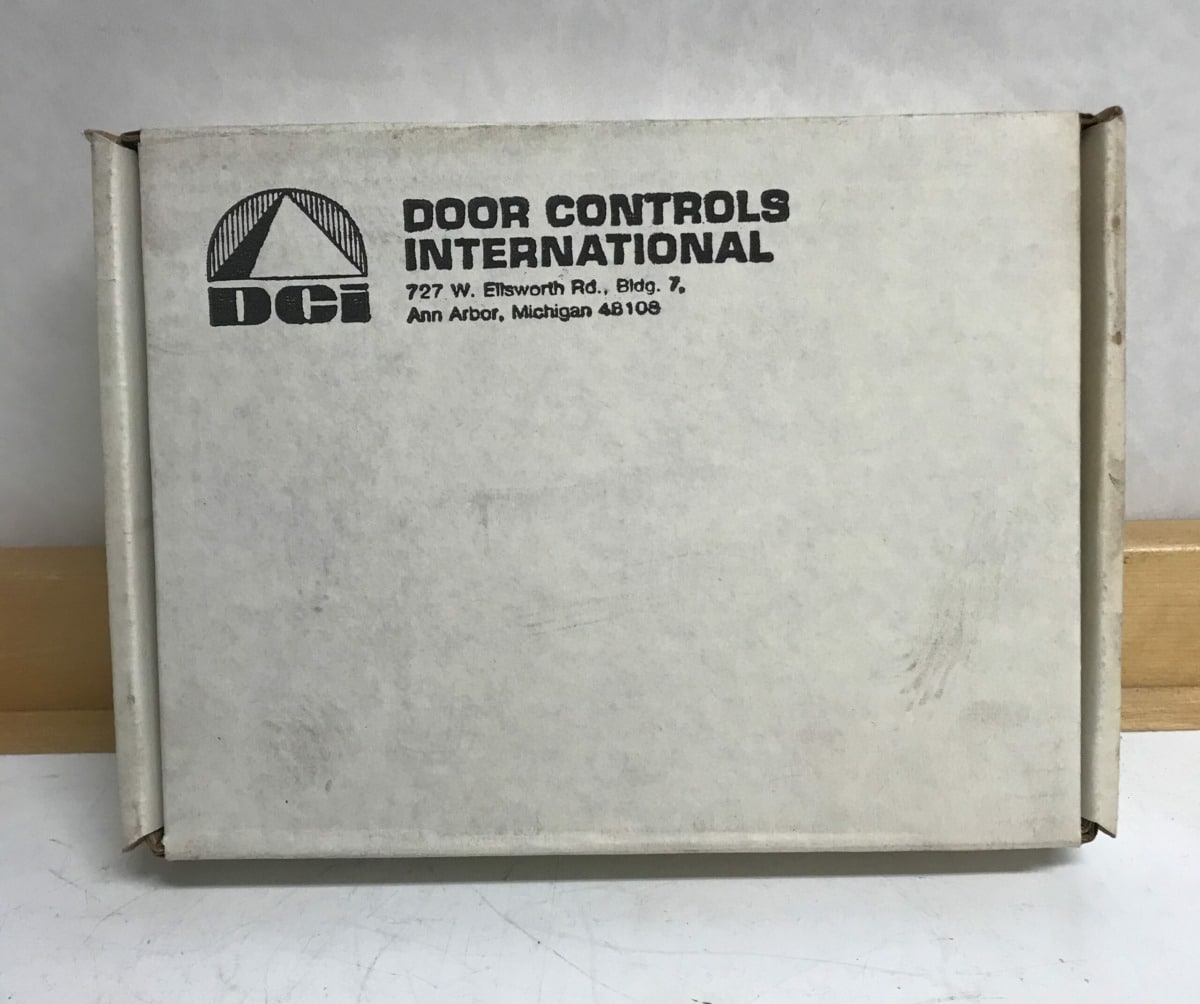 DCi
DOOR CONTROLS
INTERNATIONAL
727 W. Ellsworth Rd., Bldg. 7,
Ann Arbor, Michigan 48108